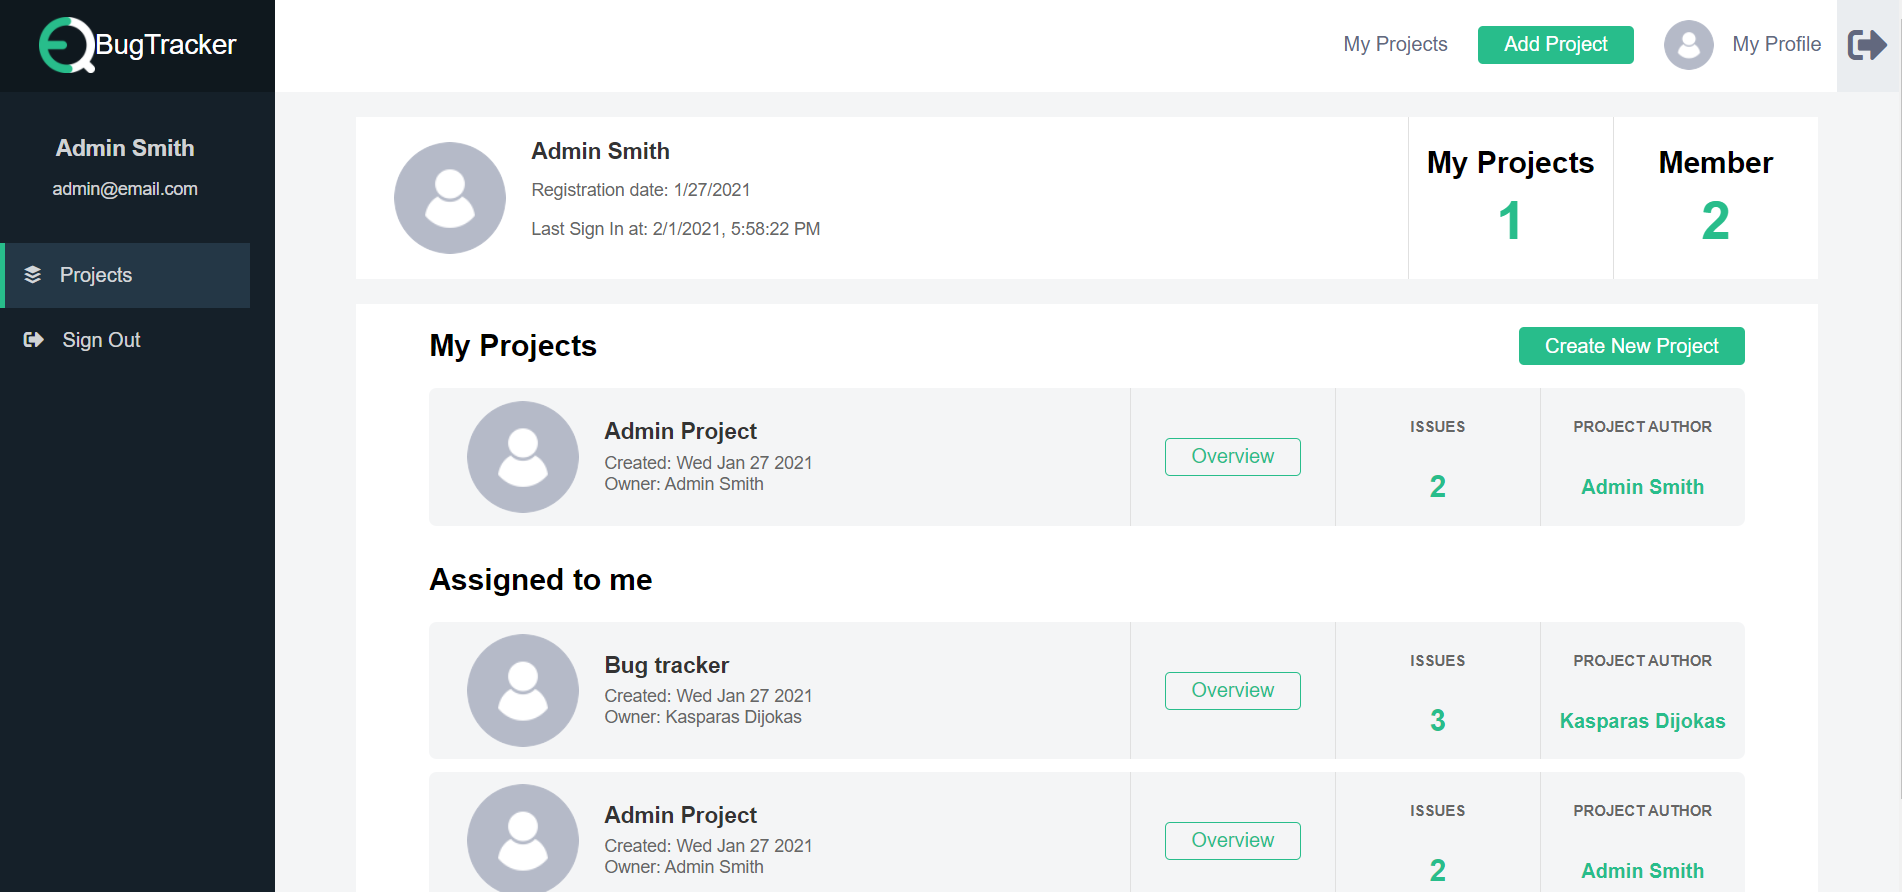 BugTracker
My Projects
Add Project
My Profile
Admin Smith
admin@email.com
Projects
Sign Out
Admin Smith
Registration date: 1/27/2021
Last Sign In at: 2/1/2021, 5:58:22 PM
My Projects
1
Member
2
My Projects
Create New Project
Admin Project
Created: Wed Jan 27 2021
Owner: Admin Smith
Overview
ISSUES
2
PROJECT AUTHOR
Admin Smith
Assigned to me
Bug tracker
Created: Wed Jan 27 2021
Owner: Kasparas Dijokas
Overview
ISSUES
3
PROJECT AUTHOR
Kasparas Dijokas
Admin Project
Created: Wed Jan 27 2021
Owner: Admin Smith
Overview
ISSUES
2
PROJECT AUTHOR
Admin Smith